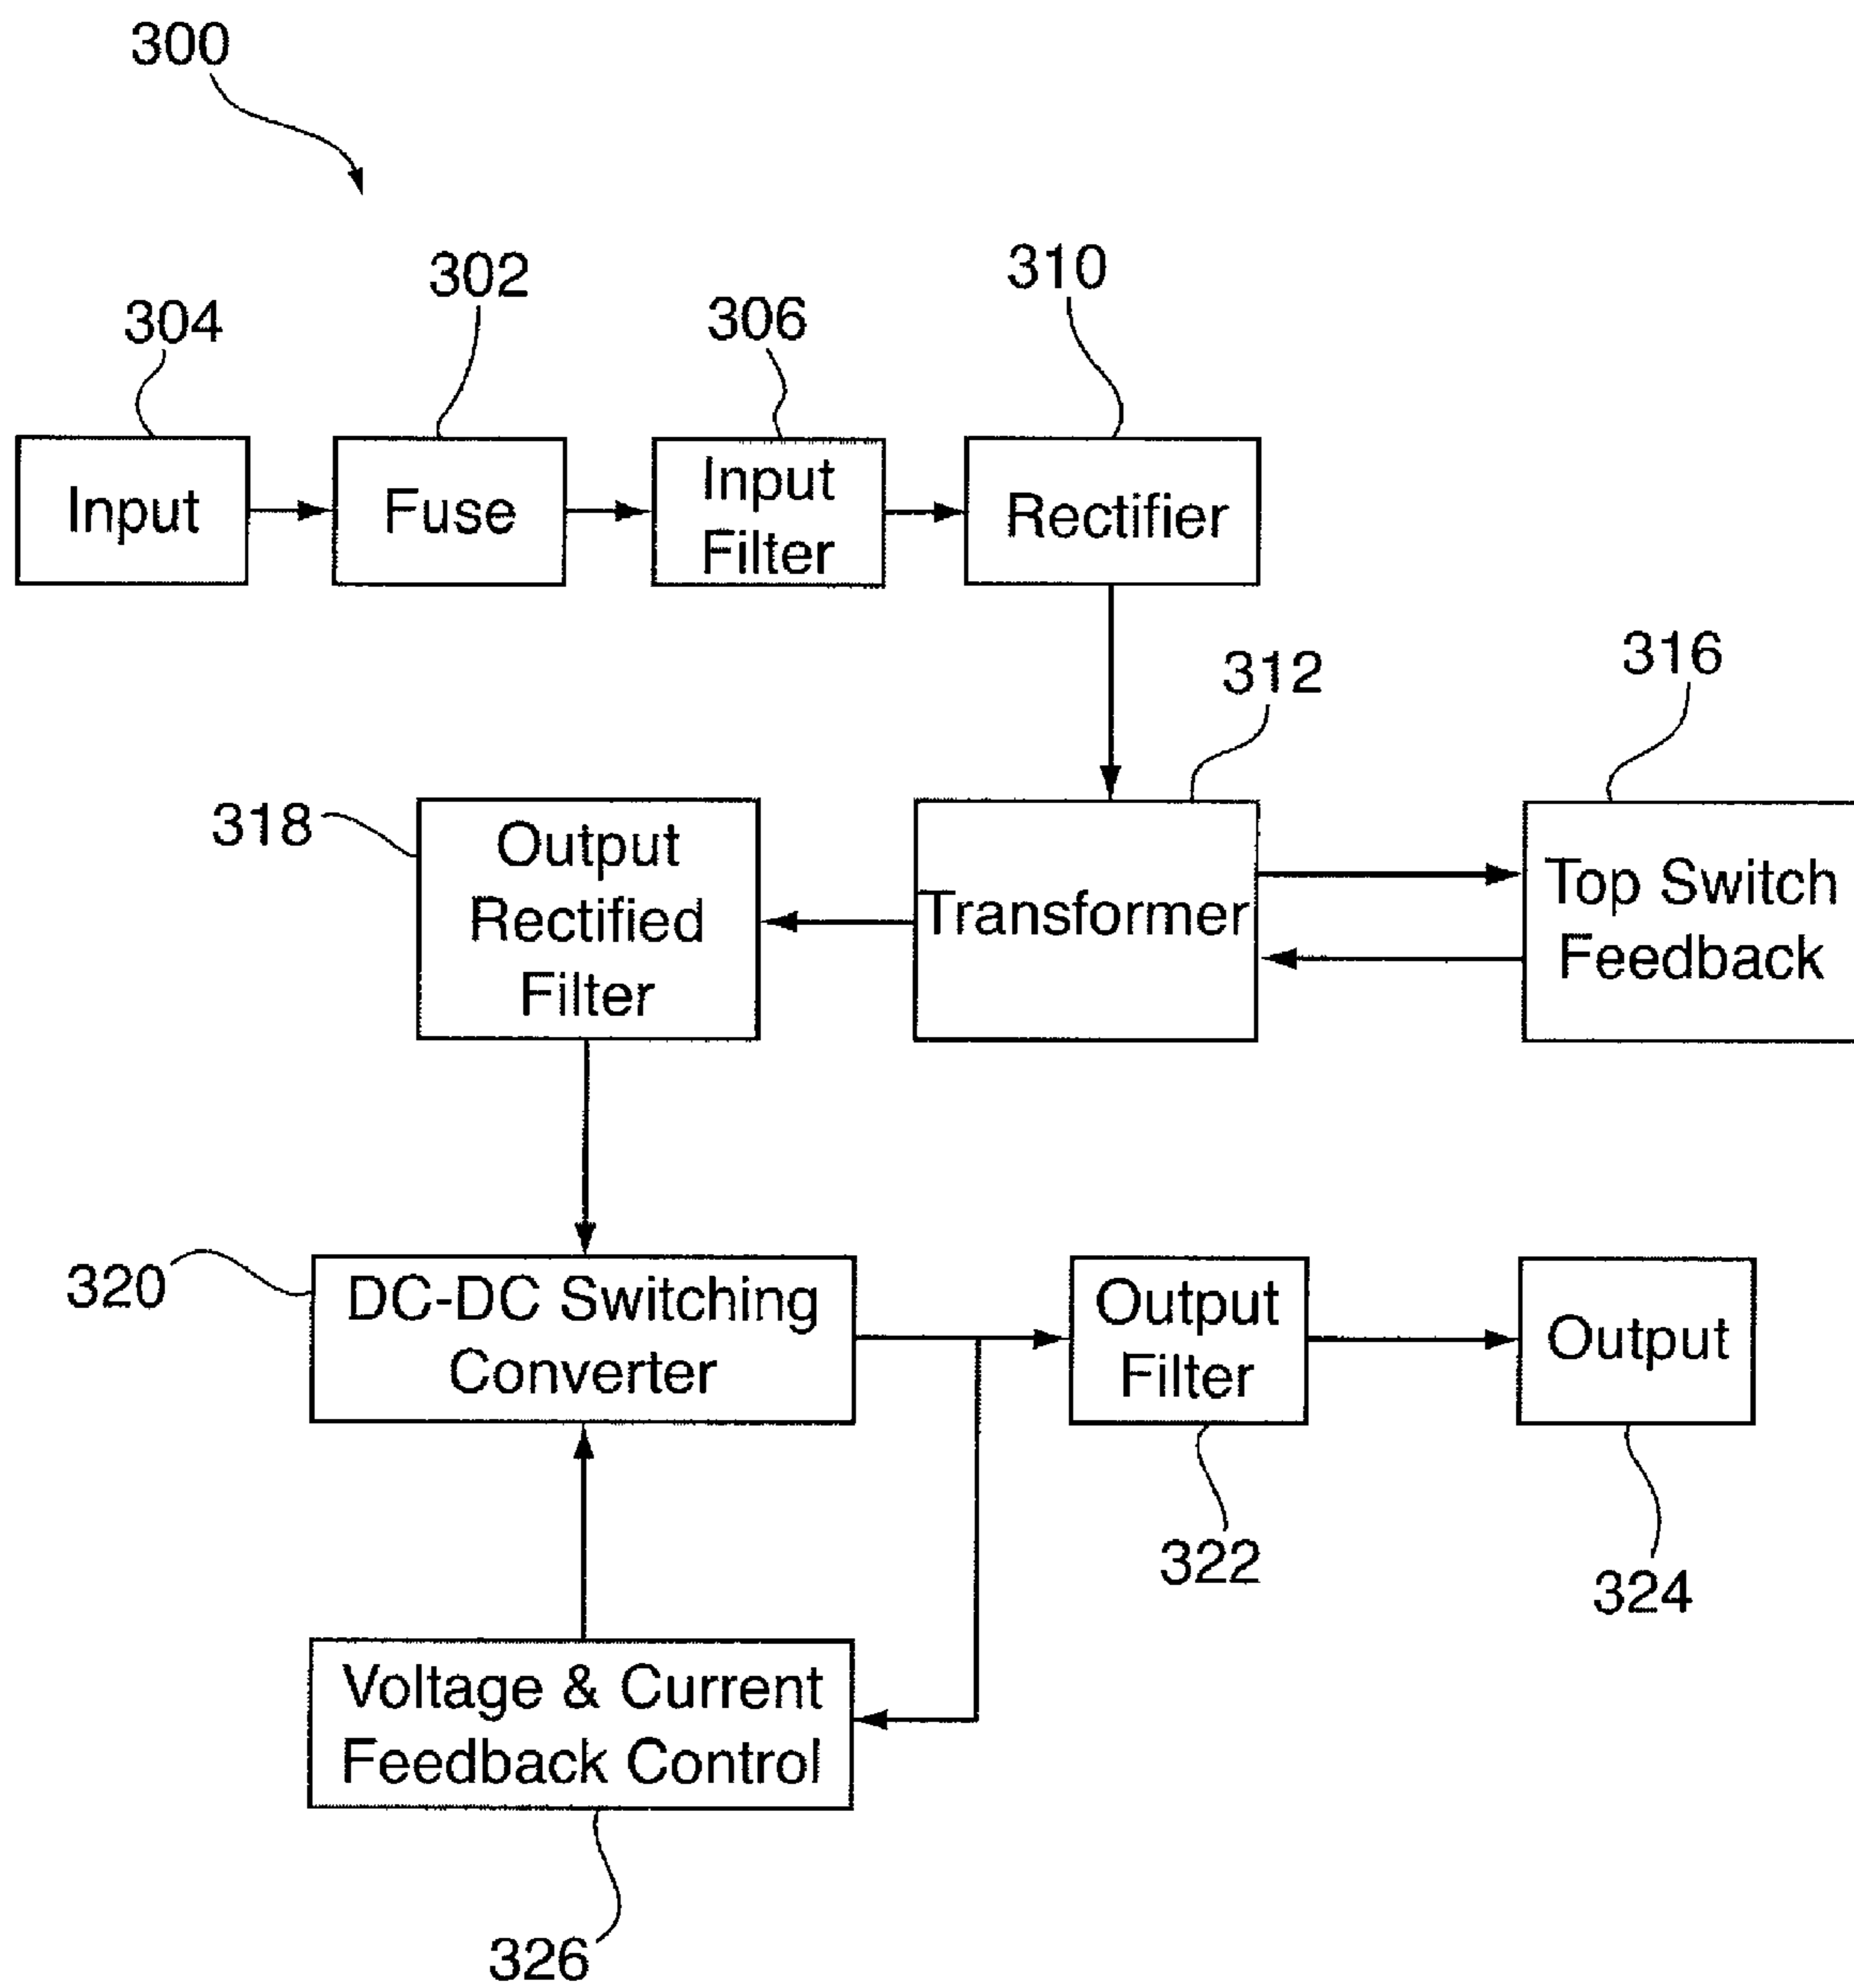 300
302
310
304
306
Input
Fuse
Input
Filter
Rectifier
312
316
318
Output
Rectified
Filter
Transformer
Top Switch
Feedback
320
DC-DC Switching
Converter
Output
Filter
Output
322
324
Voltage & Current
Feedback Control
326